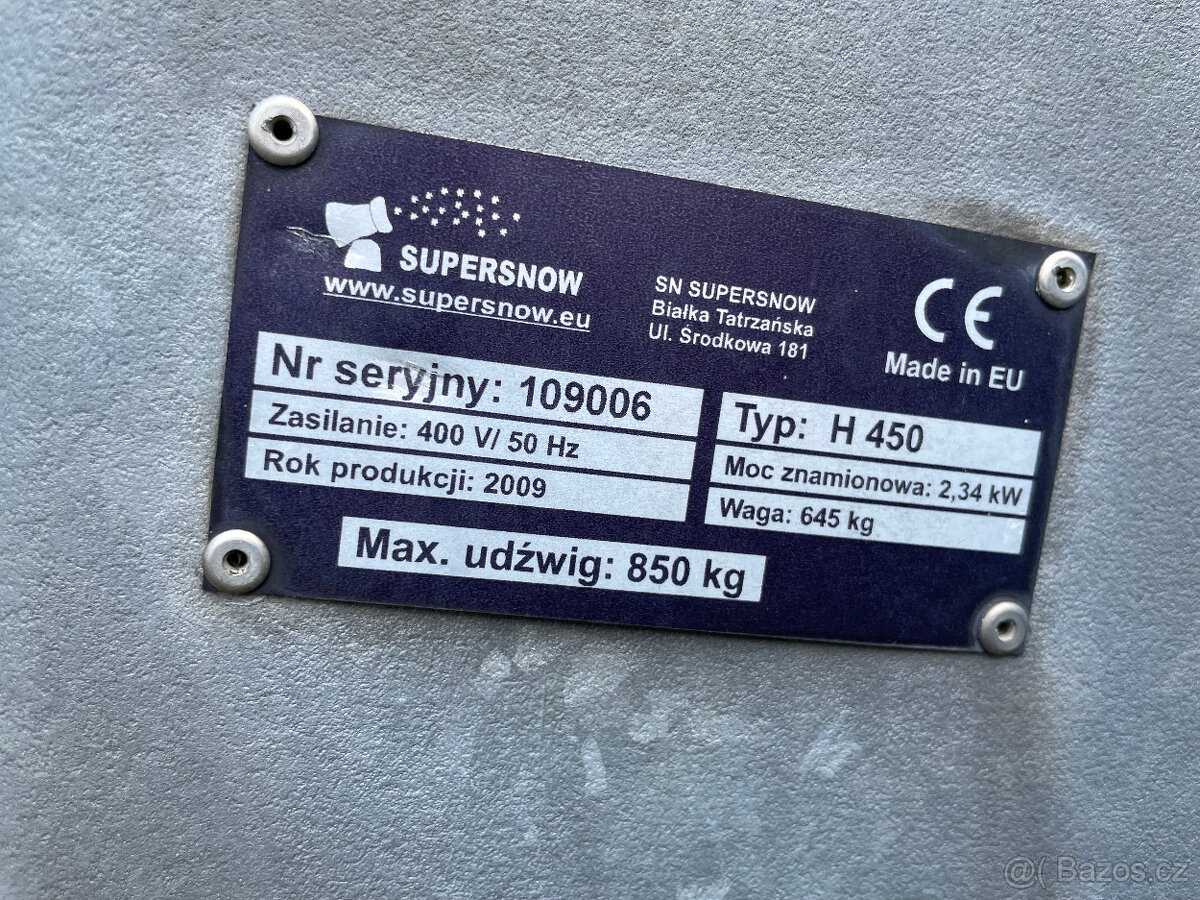 SUPERSNOW
www.supersnow.eu
SN SUPERSNOW
Białka Tatrzańska
Ul. Środkowa 181
CE
Made in EU
Nr seryjny: 109006
Zasilanie: 400 V/ 50 Hz
Rok produkcji: 2009
Typ: H 450
Moc znamionowa: 2,34 kW
Waga: 645 kg
Max. udźwig: 850 kg
@( Bazos.cz